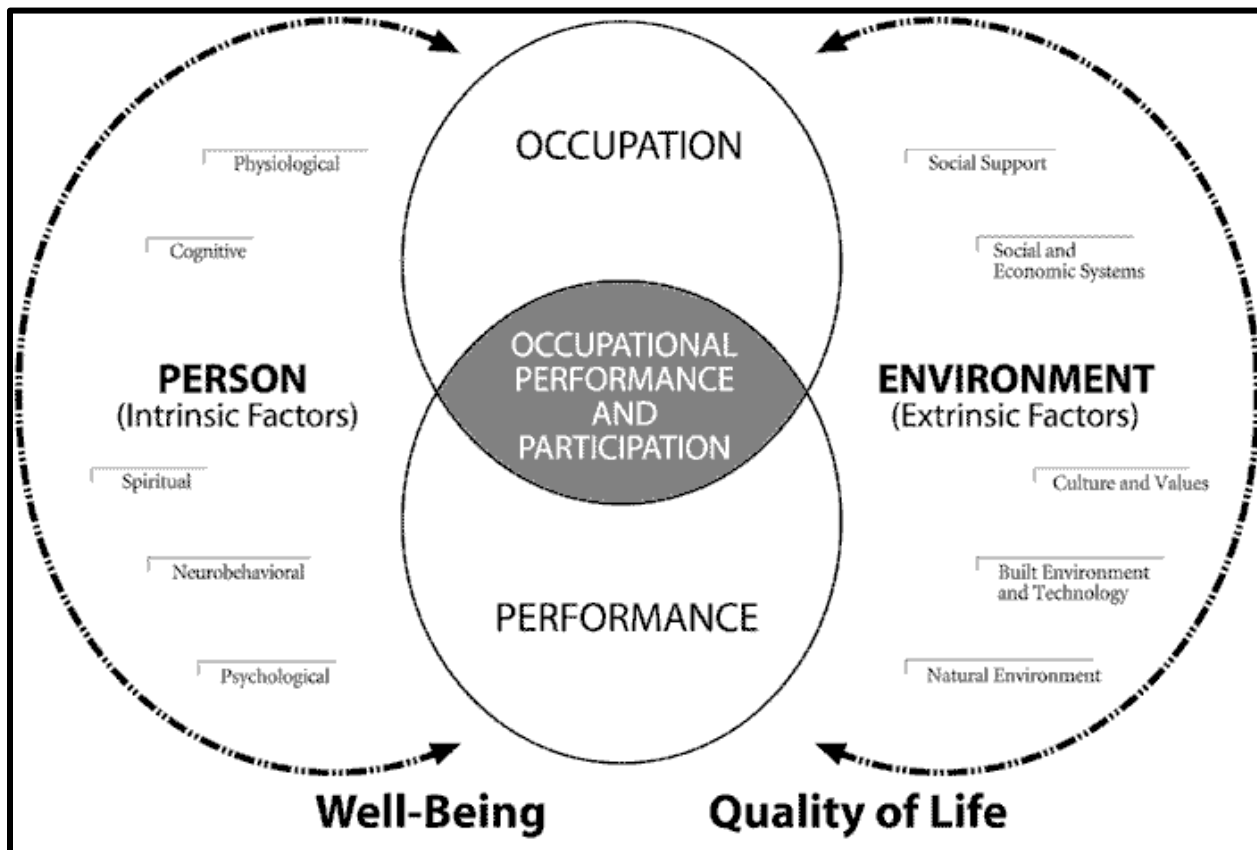 OCCUPATION
Physiological
Cognitive
PERSON
(Intrinsic Factors)
Spiritual
Neurobehavioral
Psychological
OCCUPATIONAL
PERFORMANCE
AND
PARTICIPATION
PERFORMANCE
Social Support
Social and
Economic Systems
ENVIRONMENT
(Extrinsic Factors)
Culture and Values
Built Environment
and Technology
Natural Environment
Well-Being
Quality of Life